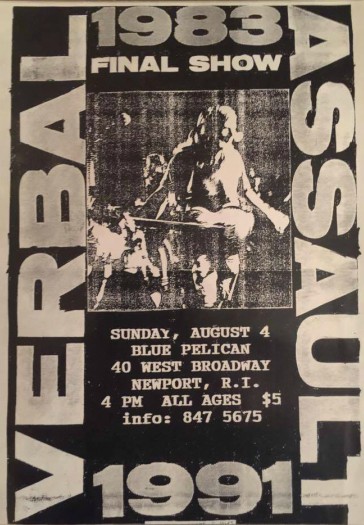 1983
FINAL SHOW
VERBAL
ASSAULT
SUNDAY, AUGUST 4
BLUE PELICAN
40 WEST BROADWAY
NEWPORT, R.I.
4 PM ALL AGES $5
info: 847 5675
1991